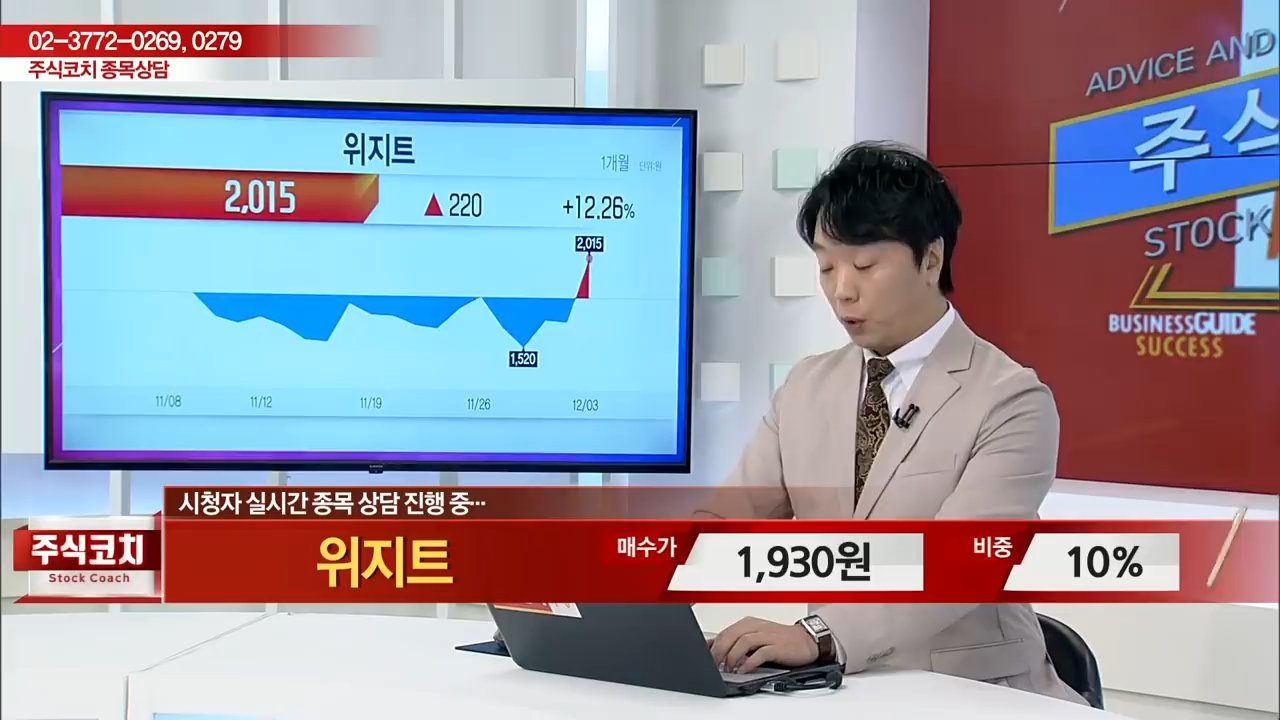 02-3772-0269, 0279
주식코치 종목상담
위지트
1개월 단위:원
2,015
▲ 220
+12.26%
2,015
1,520
11/08
11/12
11/19
11/26
12/03
ADVICE AND
주식
STOCK
BUSINESSGUIDE
SUCCESS
시청자 실시간 종목 상담 진행 중...
주식코치
Stock Coach
위지트
매수가
1,930원
비중
10%